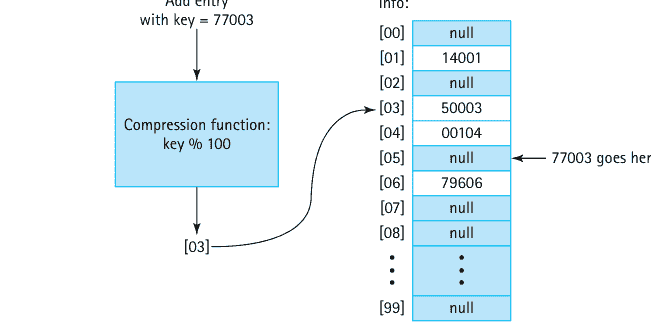 Add entry
with key = 77003
Compression function:
key % 100
[03]
info:
[00] null
[01] 14001
[02] null
[03] 50003
[04] 00104
[05] null
77003 goes her
[06] 79606
[07] null
[08] null
[99] null